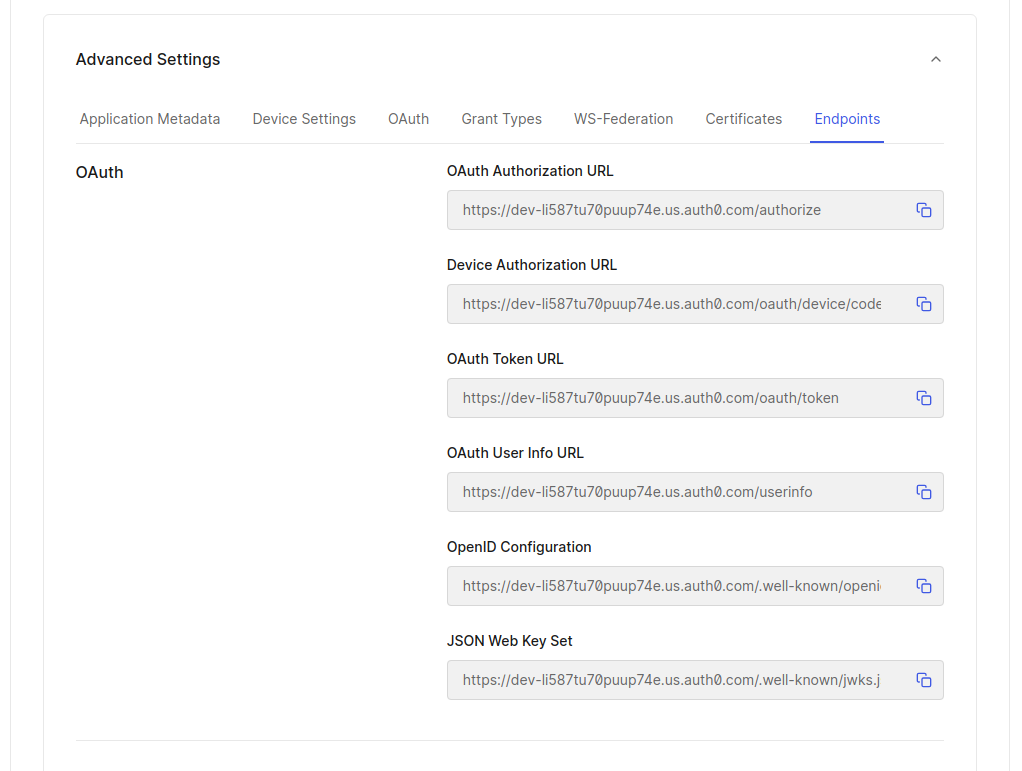 Advanced Settings
Application Metadata Device Settings OAuth Grant Types WS-Federation Certificates Endpoints
OAuth
OAuth Authorization URL
https://dev-li587tu70puup74e.us.auth0.com/authorize
Device Authorization URL
https://dev-li587tu70puup74e.us.auth0.com/oauth/device/code
OAuth Token URL
https://dev-li587tu70puup74e.us.auth0.com/oauth/token
OAuth User Info URL
https://dev-li587tu70puup74e.us.auth0.com/userinfo
OpenID Configuration
https://dev-li587tu70puup74e.us.auth0.com/.well-known/openi
JSON Web Key Set
https://dev-li587tu70puup74e.us.auth0.com/.well-known/jwks.j